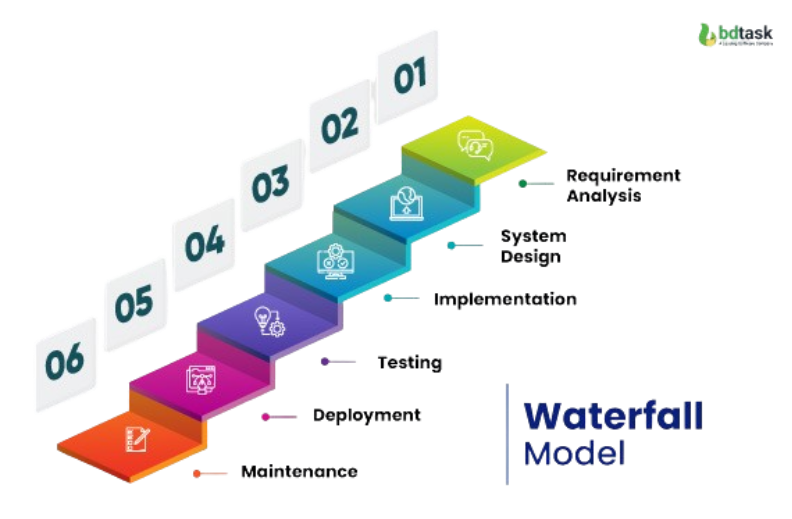 bdtask
01
02
03
04
05
06
Requirement
Analysis
System
Design
Implementation
Testing
Deployment
Maintenance
Waterfall
Model